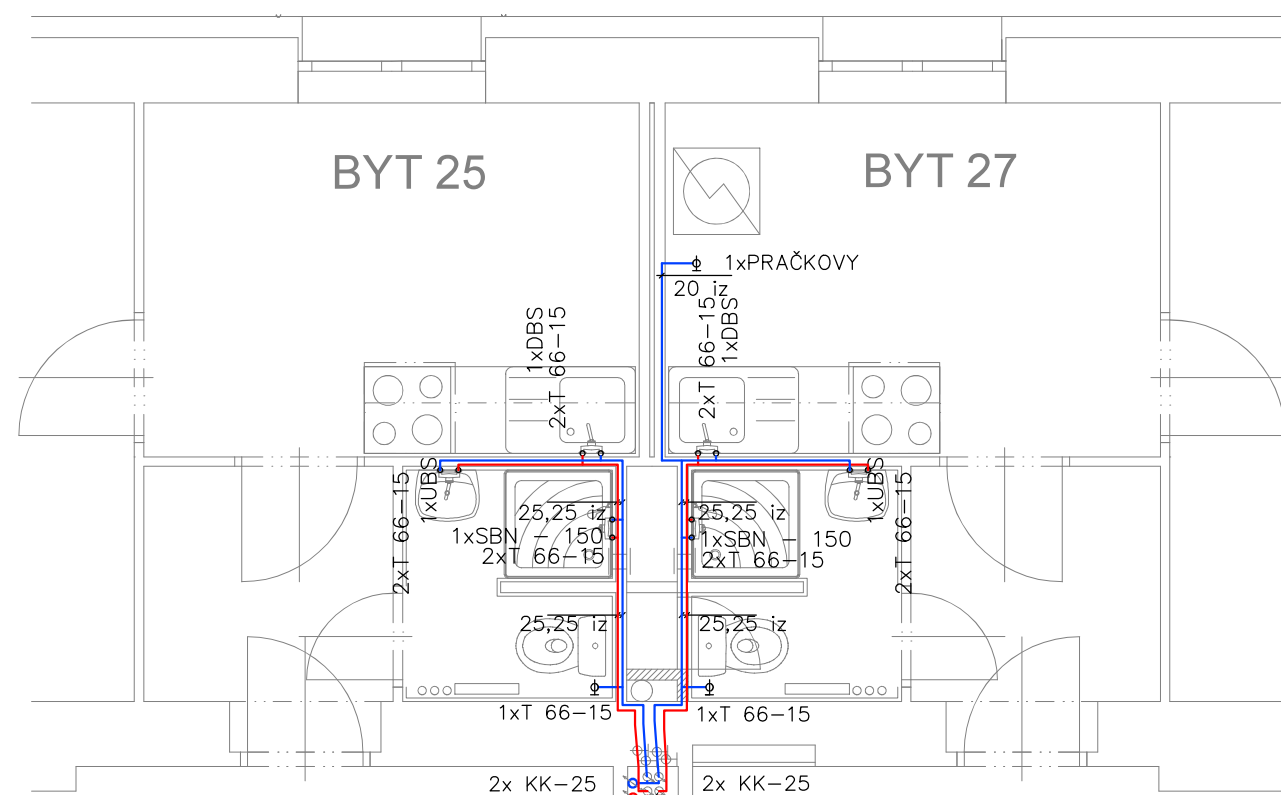 BYT 25
BYT 27
1xPRAČKOVY
20 iz
1xDBS
2xT 66-15
2xT 66-15
1xDBS
2xT 66-15
1xUBS
25,25 iz
1xSBN - 150
2xT 66-15
25,25 iz
1xSBN - 150
2xT 66-15
1xUBS
2xT 66-15
25,25 iz
25,25 iz
1xT 66-15
1xT 66-15
2x KK-25
2x KK-25